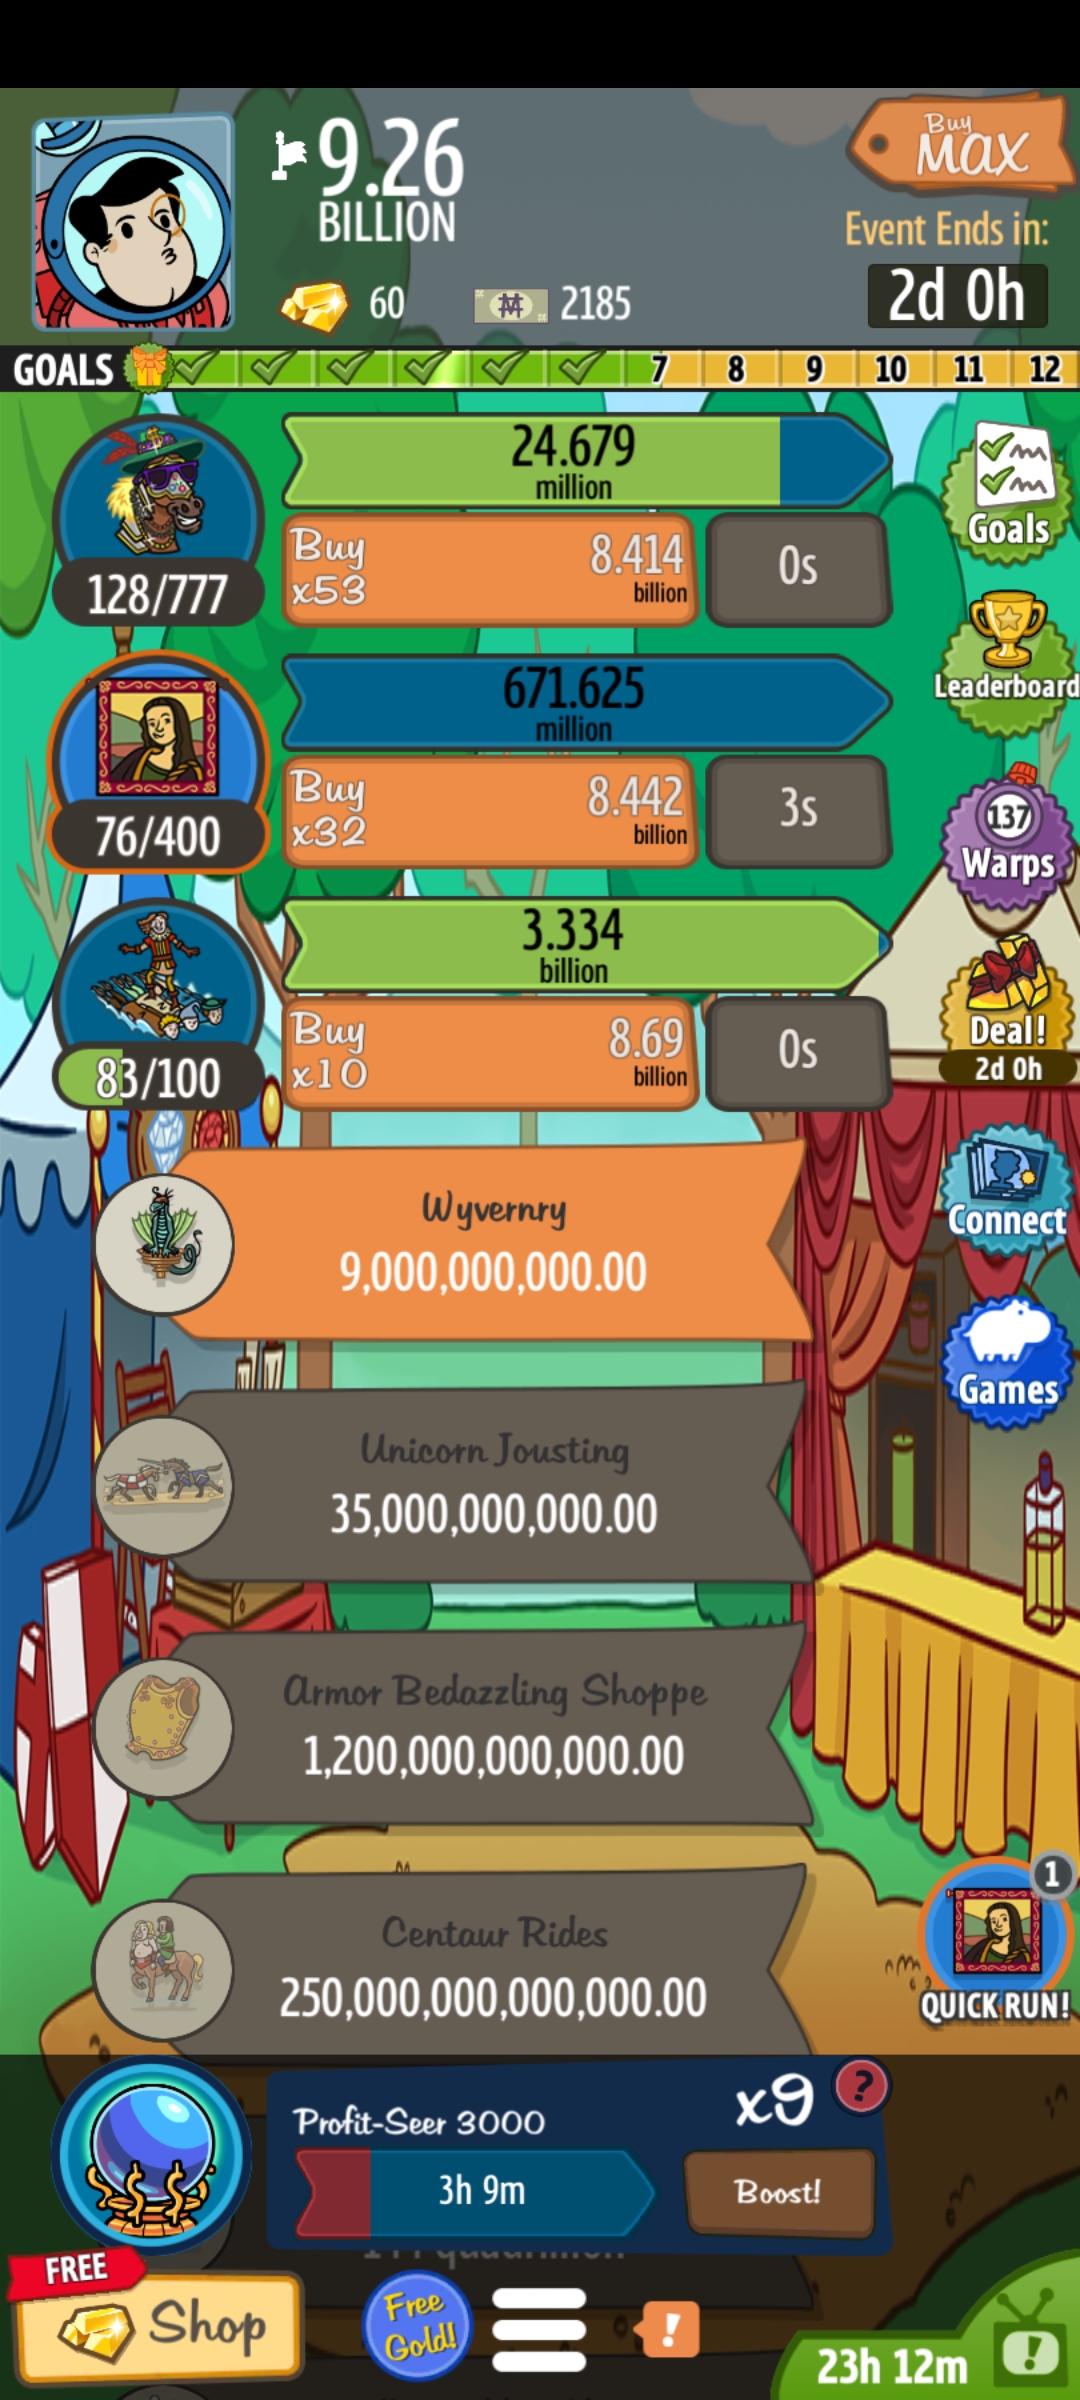 9.26
BILLION
60
2185
Buy
MAX
Event Ends in:
2d 0h
GOALS
7
8
9
10
11
12
24.679
million
Buy
x53
8.414
billion
0s
128/777
Goals
Leaderboard
671.625
million
Buy
x32
8.442
billion
3s
76/400
137
Warps
3.334
billion
Buy
x10
8.69
billion
0s
83/100
Deal!
2d 0h
Wyvernry
9,000,000,000.00
Connect
Games
Unicorn Jousting
35,000,000,000.00
Armor Bedazzling Shoppe
1,200,000,000,000.00
Centaur Rides
250,000,000,000,000.00
1
QUICK RUN!
Profit-Seer 3000
x9
?
3h 9m
Boost!
FREE
Shop
Free
Gold!
!
23h 12m
!